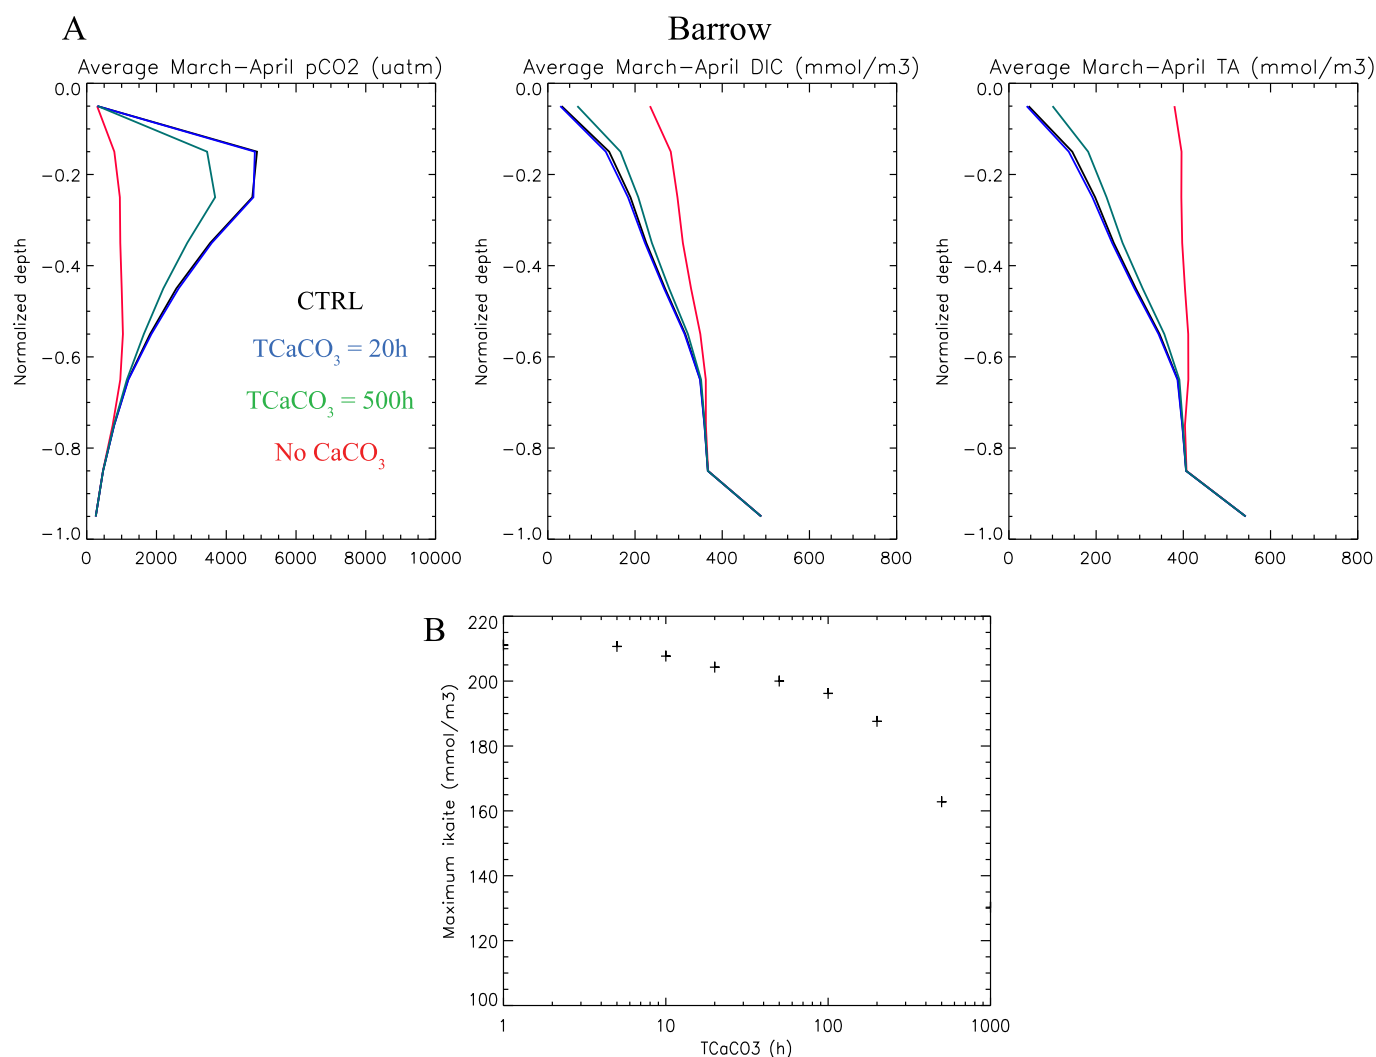 A
Barrow
Average March-April pCO2 (uatm)
Average March-April DIC (mmol/m3)
Average March-April TA (mmol/m3)
0.0
-0.2
-0.4
-0.6
-0.8
-1.0
Normalized depth
0 2000 4000 6000 8000 10000
CTRL
TCaCO₃ = 20h
TCaCO₃ = 500h
No CaCO₃
0.0
-0.2
-0.4
-0.6
-0.8
-1.0
Normalized depth
0 200 400 600 800
0.0
-0.2
-0.4
-0.6
-0.8
-1.0
Normalized depth
0 200 400 600 800
B
220
200
180
160
140
120
100
Maximum ikaite (mmol/m3)
1 10 100 1000
TCaCO3 (h)